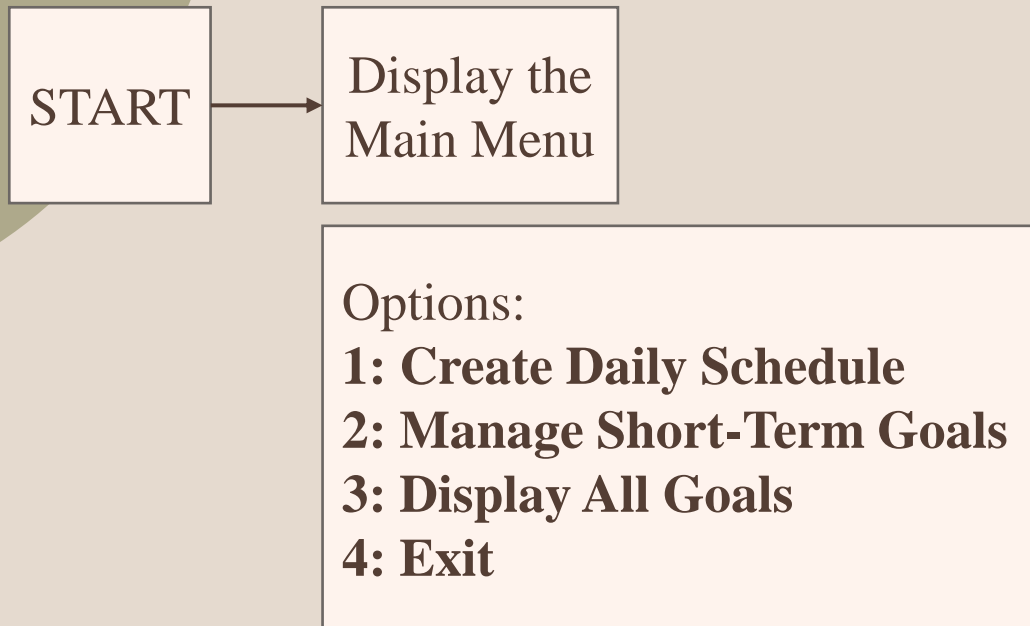 START
Display the
Main Menu
Options:
1: Create Daily Schedule
2: Manage Short-Term Goals
3: Display All Goals
4: Exit